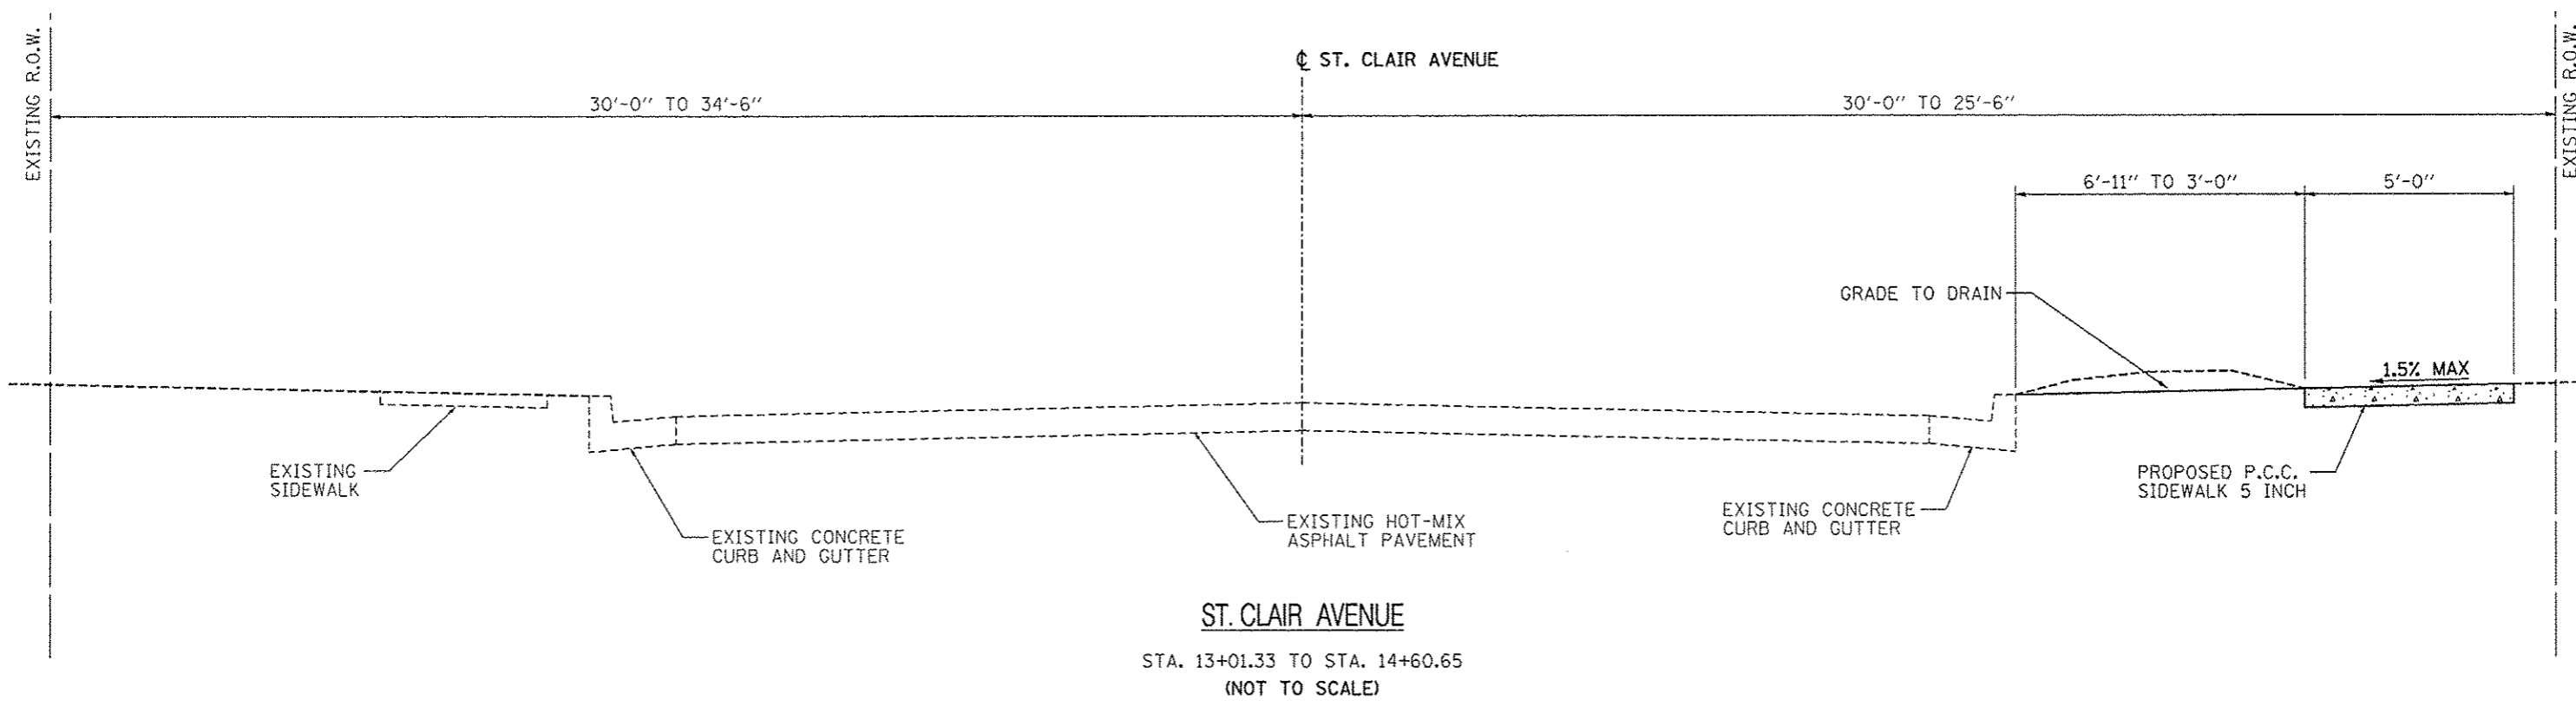 EXISTING R.O.W.
℄ ST. CLAIR AVENUE
EXISTING R.O.W.
30'-0" TO 34'-6"
30'-0" TO 25'-6"
6'-11" TO 3'-0"
5'-0"
GRADE TO DRAIN
1.5% MAX
EXISTING
SIDEWALK
EXISTING CONCRETE
CURB AND GUTTER
EXISTING HOT-MIX
ASPHALT PAVEMENT
EXISTING CONCRETE
CURB AND GUTTER
PROPOSED P.C.C.
SIDEWALK 5 INCH
ST. CLAIR AVENUE
STA. 13+01.33 TO STA. 14+60.65
(NOT TO SCALE)